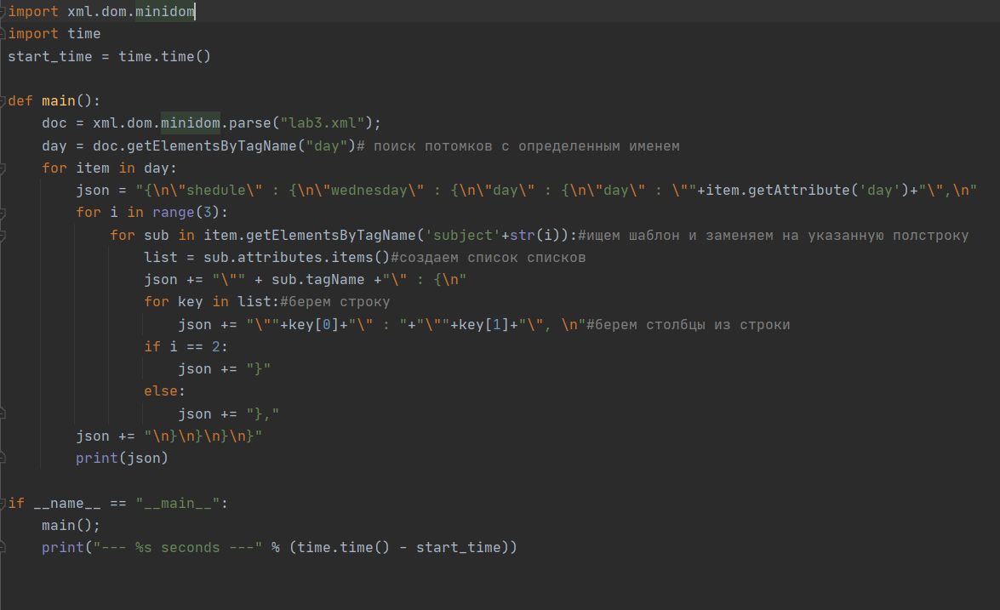 import xml.dom.minidom
import time
start_time = time.time()
def main():
doc = xml.dom.minidom.parse("lab3.xml");
day = doc.getElementsByTagName("day")# поиск потомков с определенным именем
for item in day:
json = "{\n\"shedule\" : {\n\"wednesday\" : {\n\"day\" : {\n\"day\" : \""+item.getAttribute('day')+"\",\n"
for i in range(3):
for sub in item.getElementsByTagName('subject'+str(i)):#ищем шаблон и заменяем на указанную полстроку
list = sub.attributes.items()#создаем список списков
json += "\"" + sub.tagName +"\" : {\n"
for key in list:#берем строку
json += "\""+key[0]+"\" : "+"\""+key[1]+"\", \n"#берем столбцы из строки
if i == 2:
json += "}"
else:
json += "},"
json += "\n}\n}\n}\n}"
print(json)
if __name__ == "__main__":
main();
print("--- %s seconds ---" % (time.time() - start_time))